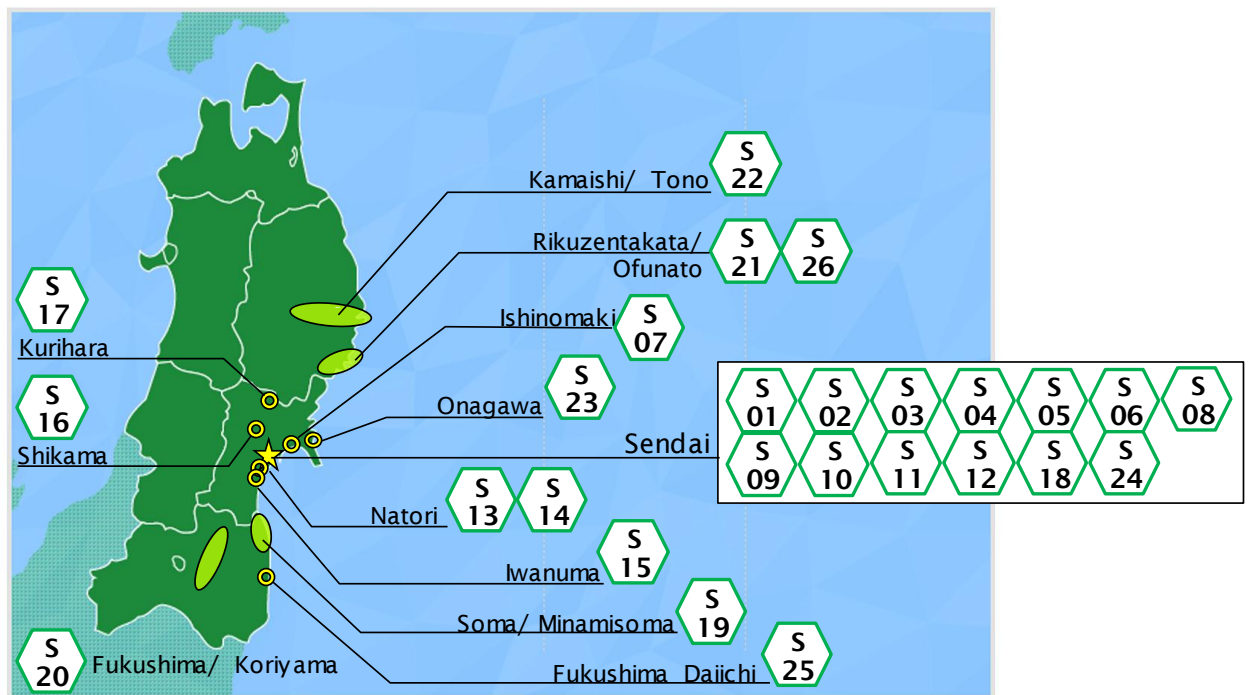 S
22
Kamaishi/ Tono
Rikuzentakata/
Ofunato
S
21
S
26
S
17
Kurihara
Ishinomaki
S
07
S
16
Shikama
Onagawa
S
23
Sendai
S
01
S
02
S
03
S
04
S
05
S
06
S
08
S
09
S
10
S
11
S
12
S
18
S
24
Natori
S
13
S
14
Iwanuma
S
15
Soma/ Minamisoma
S
19
S
20
Fukushima/ Koriyama
Fukushima Daiichi
S
25